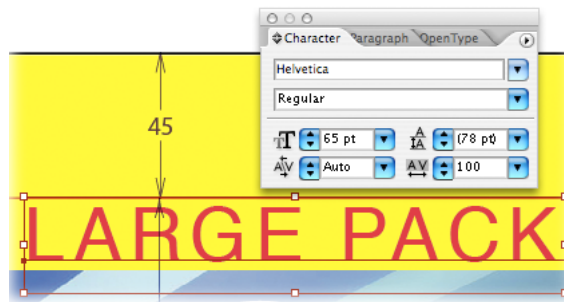 Character Paragraph OpenType
Helvetica
Regular
65 pt (78 pt)
Auto 100
45
LARGE PACK